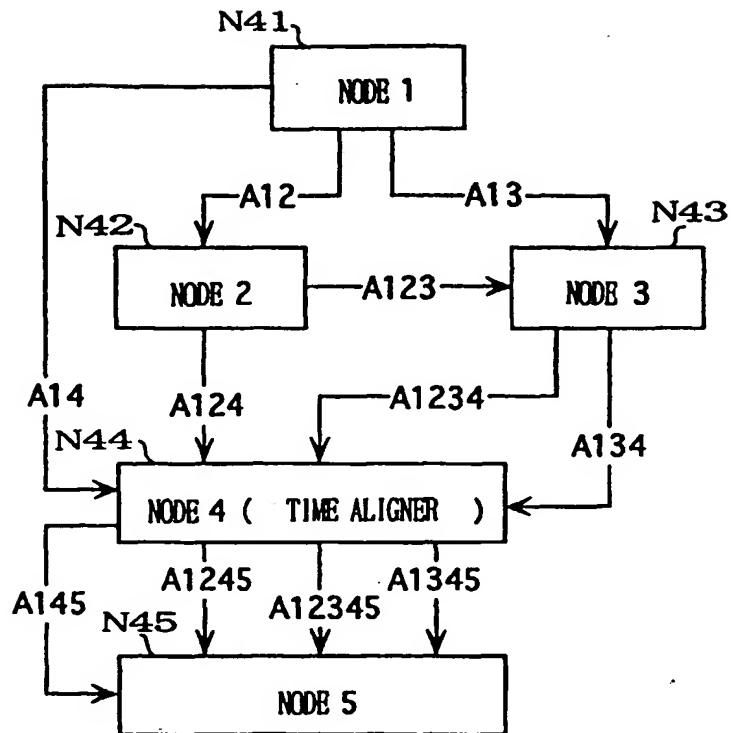 N41
NODE 1
A12
A13
N42
N43
NODE 2
A123
NODE 3
A14
A124
A1234
A134
N44
NODE 4 ( TIME ALIGNER )
A145
A1245
A12345
A1345
N45
NODE 5